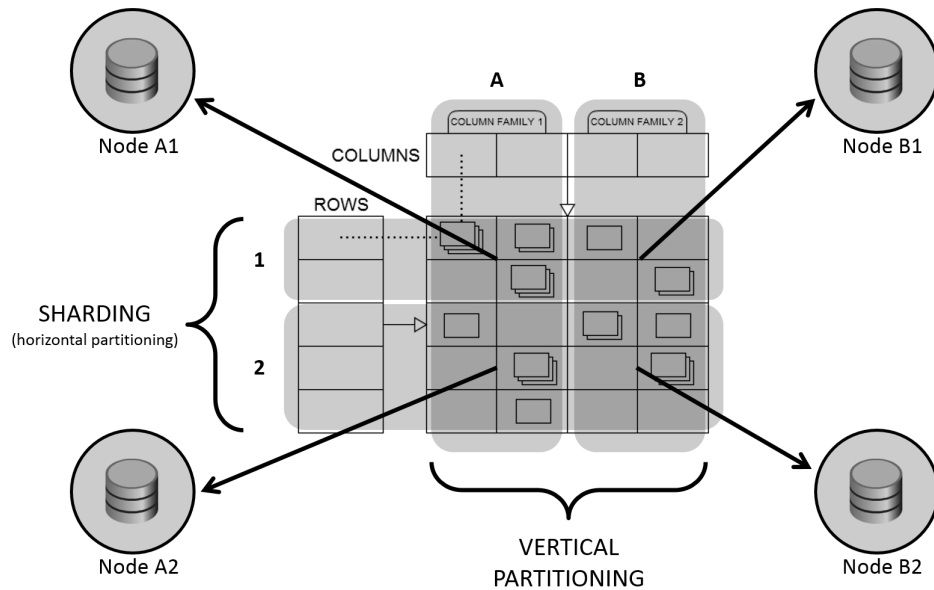 A
B
Node A1
Node B1
COLUMN FAMILY 1
COLUMN FAMILY 2
COLUMNS
ROWS
1
SHARDING
(horizontal partitioning)
2
VERTICAL
PARTITIONING
Node A2
Node B2